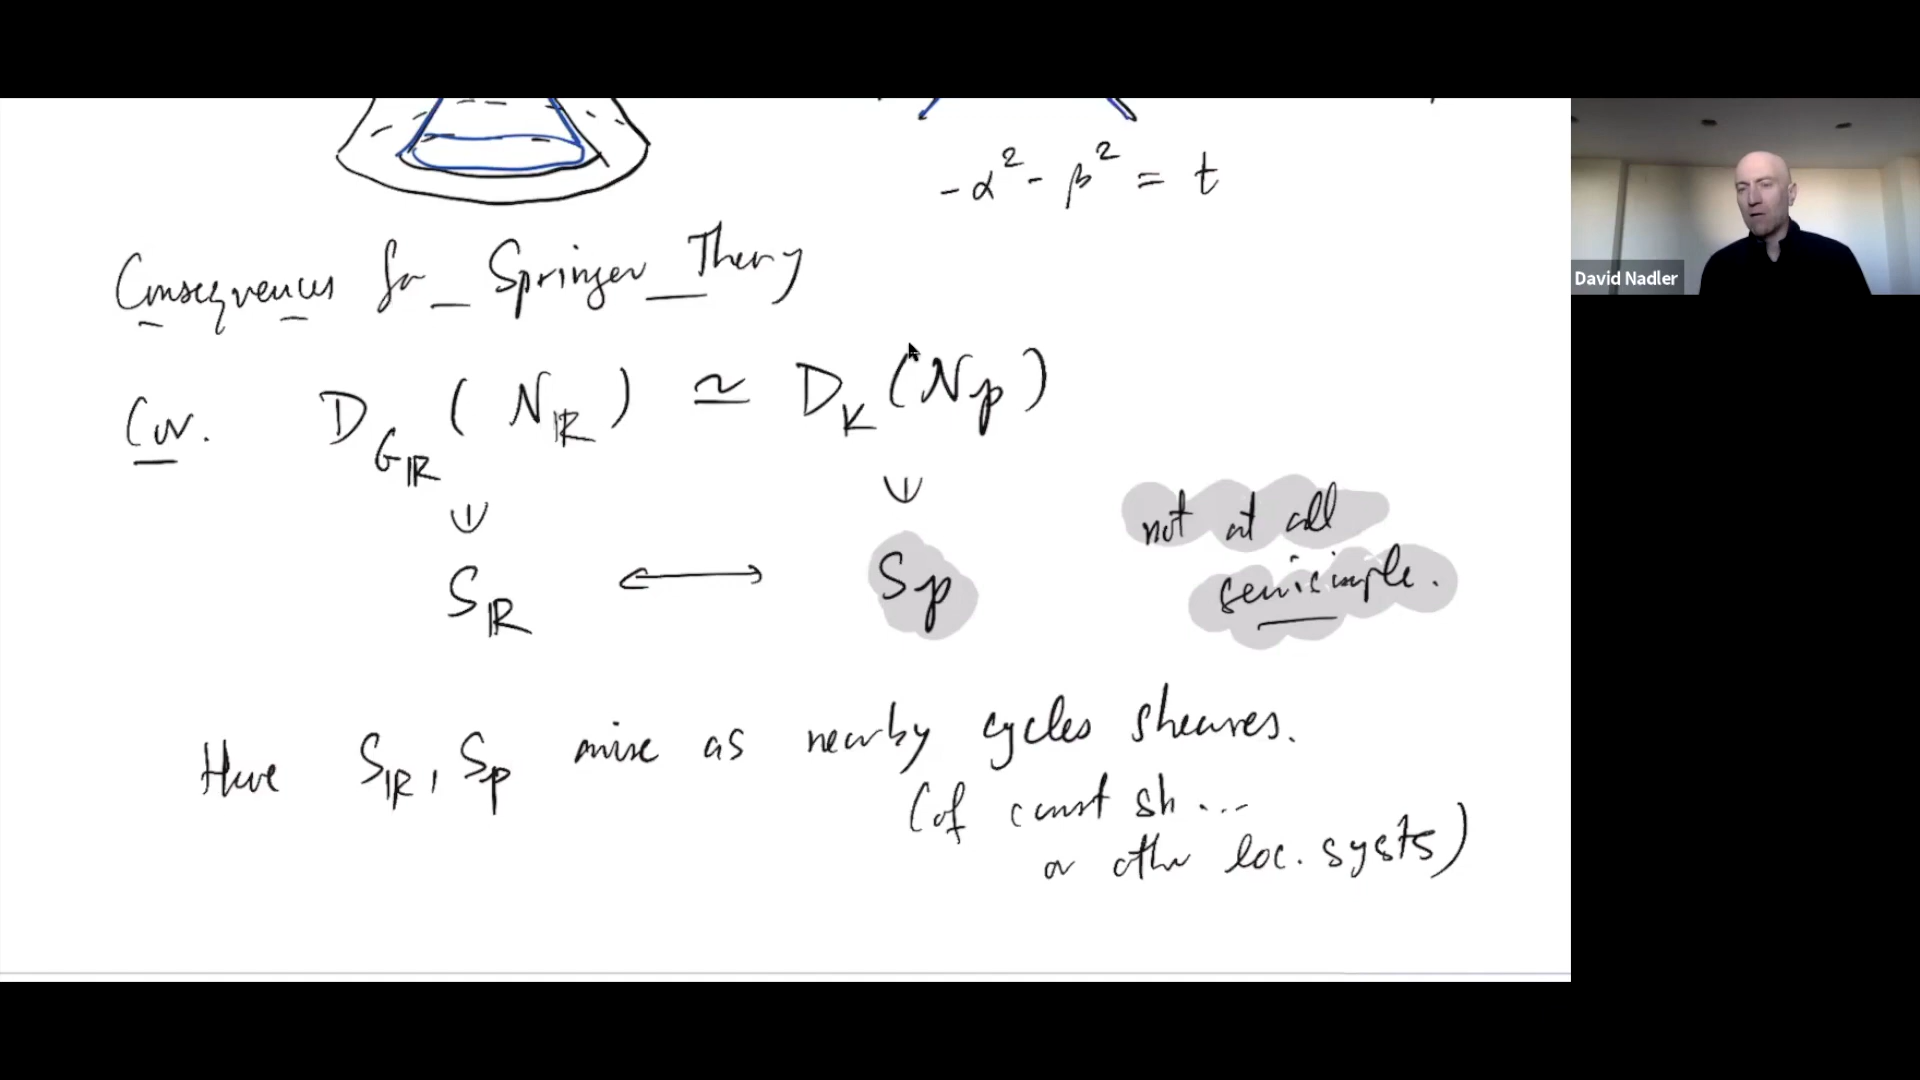 -α² - β² = t
David Nadler
Consequences for Springer Theory
Cor. D_{G_ℝ} ( N_ℝ ) ≃ D_K ( N_p )
S_ℝ ⟷ S_p
not at all
semisimple.
Here S_ℝ, S_p arise as nearby cycles sheaves.
(of const sh ...
or other loc. systs)